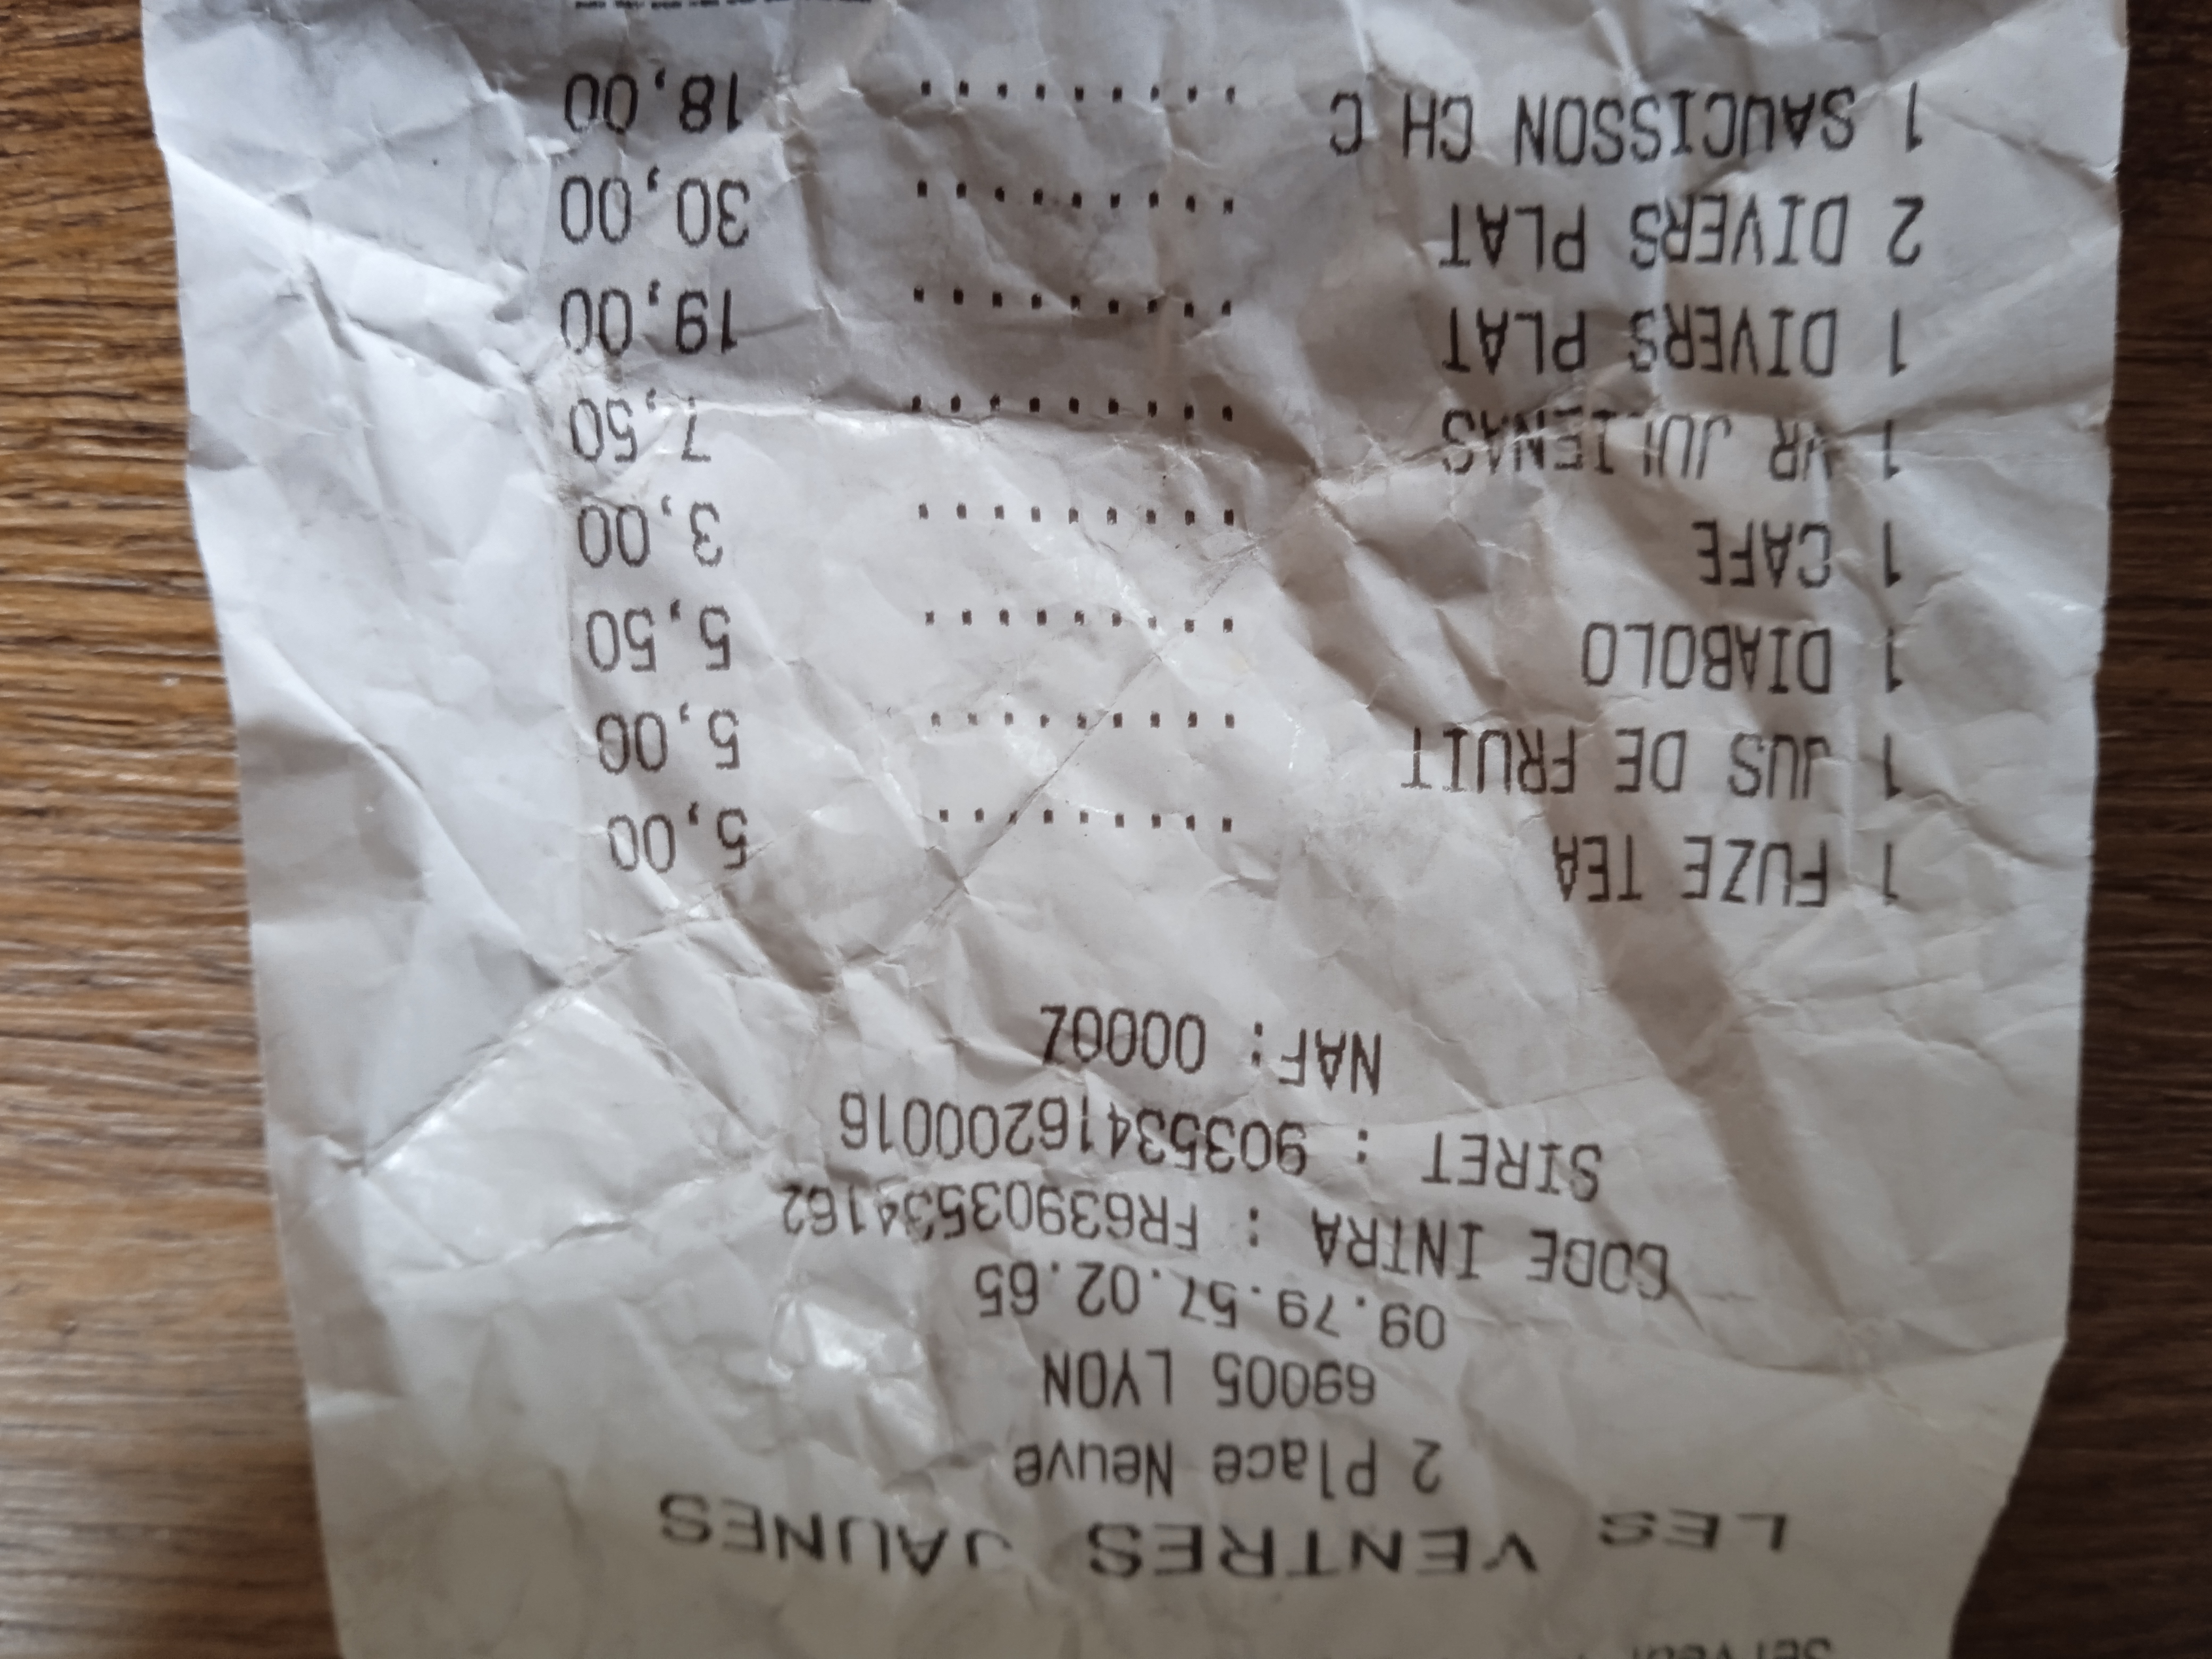 Serveur
LES VENTRES JAUNES
2 Place Neuve
69005 LYON
09.79.57.02.65
CODE INTRA : FR63903534162
SIRET : 90353416200016
NAF: 0000Z
1 FUZE TEA ......... 5,00
1 JUS DE FRUIT ......... 5,00
1 DIABOLO ......... 5,50
1 CAFE ......... 3,00
1 VR JULIENAS ......... 7,50
1 DIVERS PLAT ......... 19,00
2 DIVERS PLAT ......... 30,00
1 SAUCISSON CH C ......... 18,00